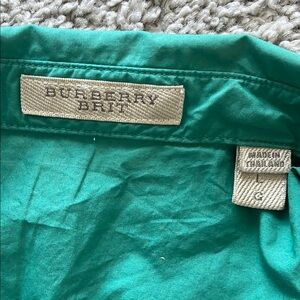 BURBERRY
BRIT
MADE IN
THAILAND
L
G